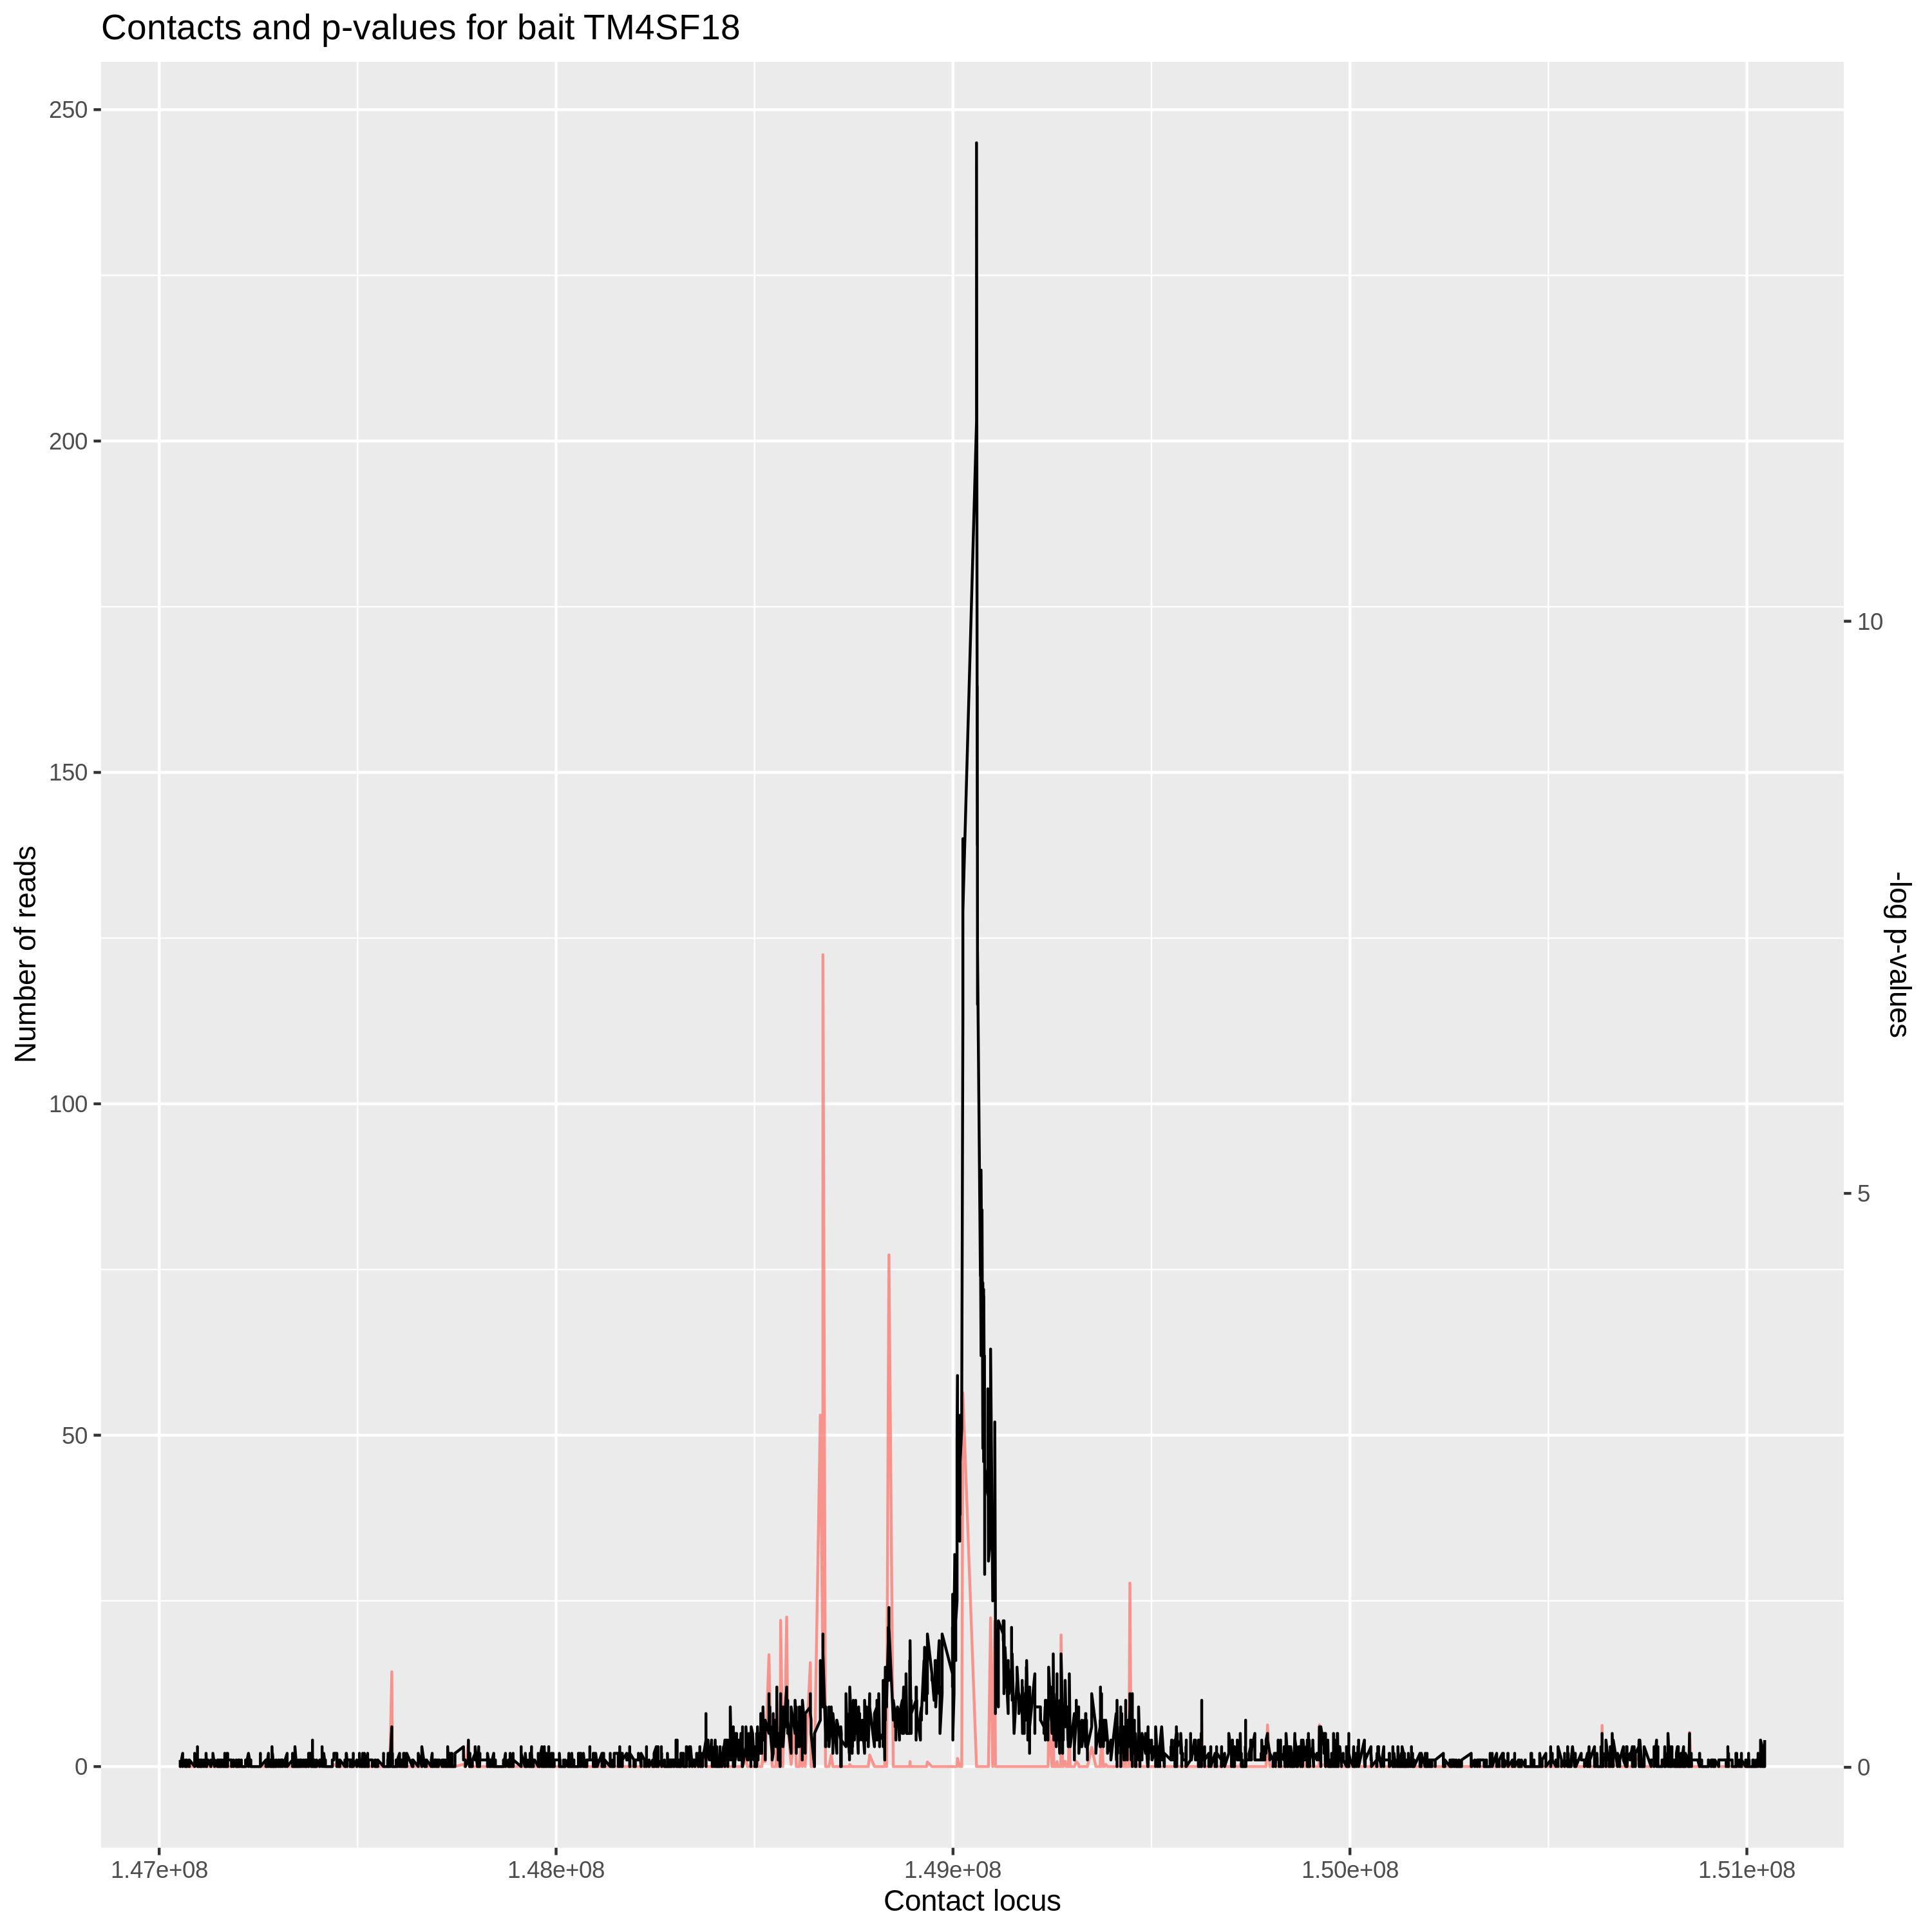 Contacts and p-values for bait TM4SF18
250
200
150
100
50
0
Number of reads
10
5
0
-log p-values
1.47e+08
1.48e+08
1.49e+08
1.50e+08
1.51e+08
Contact locus